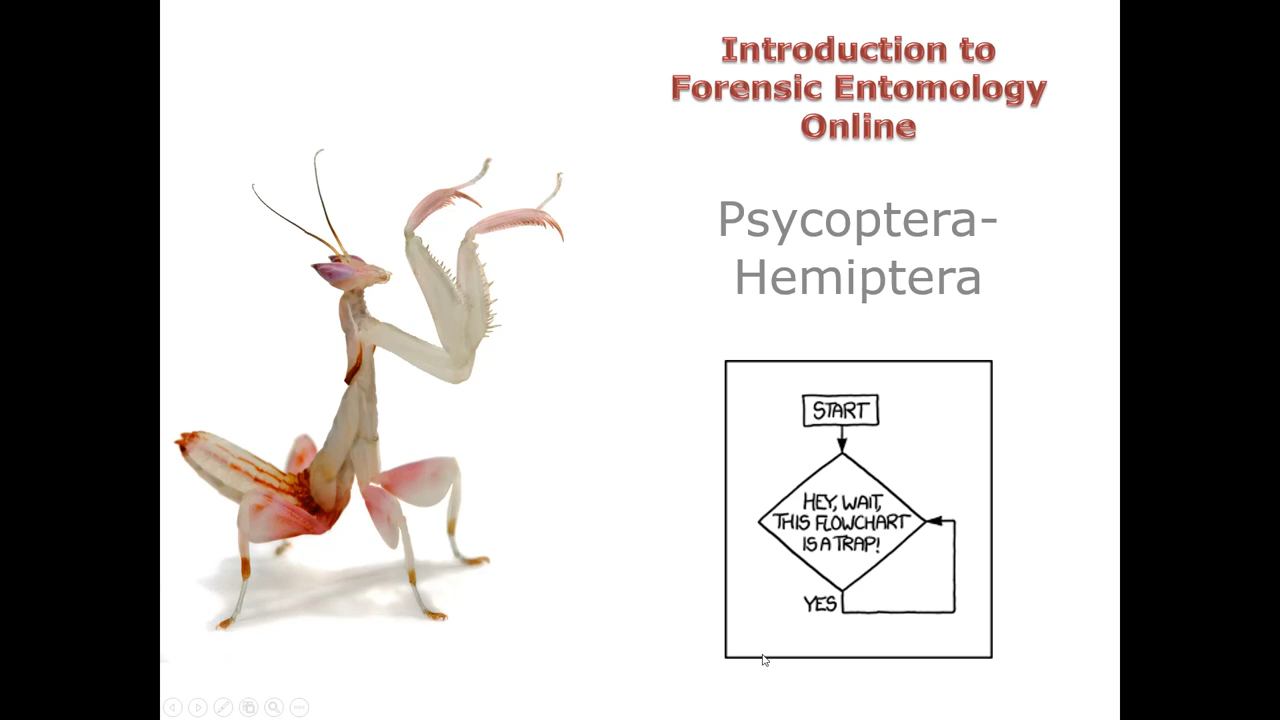 Introduction to
Forensic Entomology
Online
Psycoptera-
Hemiptera
START
HEY, WAIT,
THIS FLOWCHART
IS A TRAP!
YES